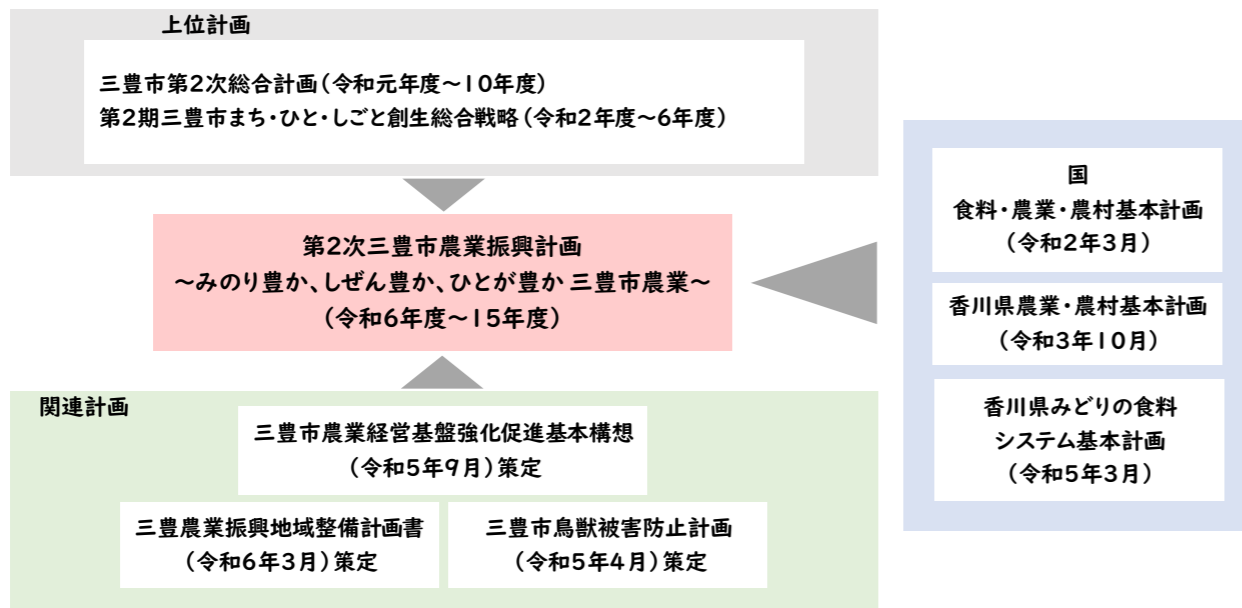 上位計画
三豊市第2次総合計画(令和元年度～10年度)
第2期三豊市まち・ひと・しごと創生総合戦略(令和2年度～6年度)
第2次三豊市農業振興計画
～みのり豊か、しぜん豊か、ひとが豊か 三豊市農業～
(令和6年度～15年度)
国
食料・農業・農村基本計画
(令和2年3月)
香川県農業・農村基本計画
(令和3年10月)
香川県みどりの食料
システム基本計画
(令和5年3月)
関連計画
三豊市農業経営基盤強化促進基本構想
(令和5年9月)策定
三豊農業振興地域整備計画書
(令和6年3月)策定
三豊市鳥獣被害防止計画
(令和5年4月)策定